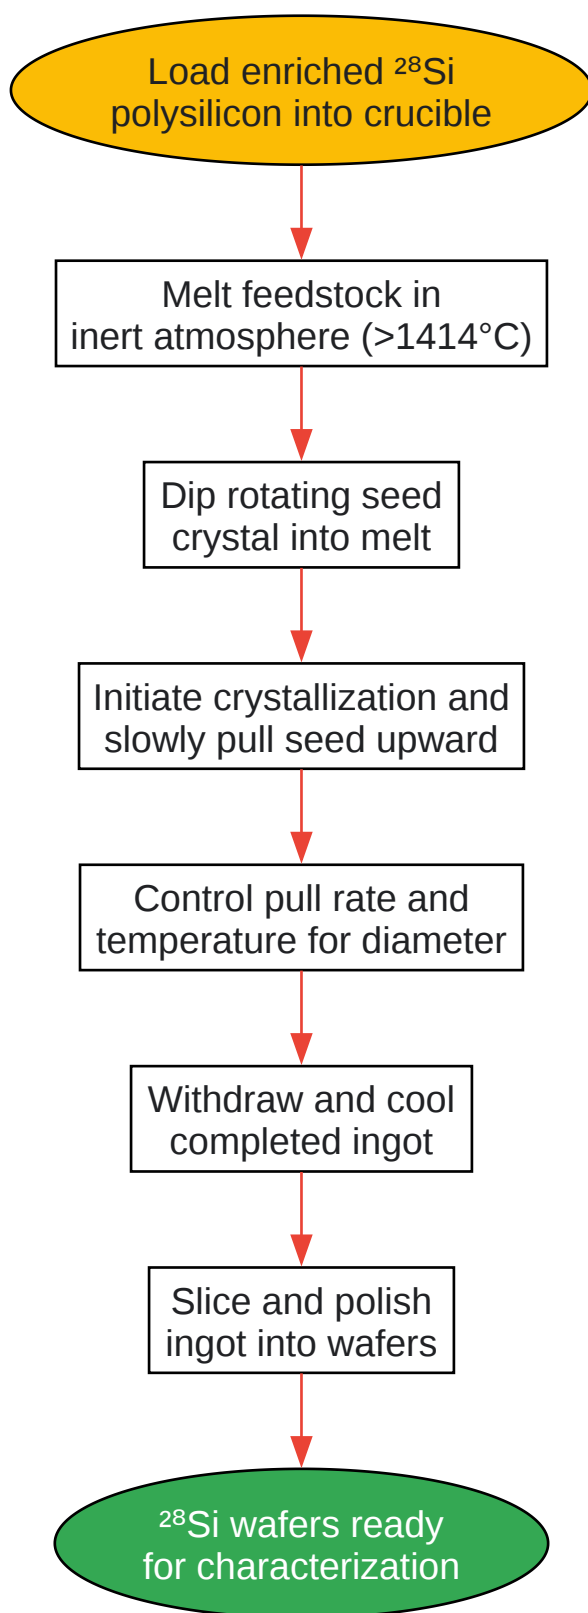 Load enriched ²⁸Si
polysilicon into crucible
Melt feedstock in
inert atmosphere (>1414°C)
Dip rotating seed
crystal into melt
Initiate crystallization and
slowly pull seed upward
Control pull rate and
temperature for diameter
Withdraw and cool
completed ingot
Slice and polish
ingot into wafers
²⁸Si wafers ready
for characterization